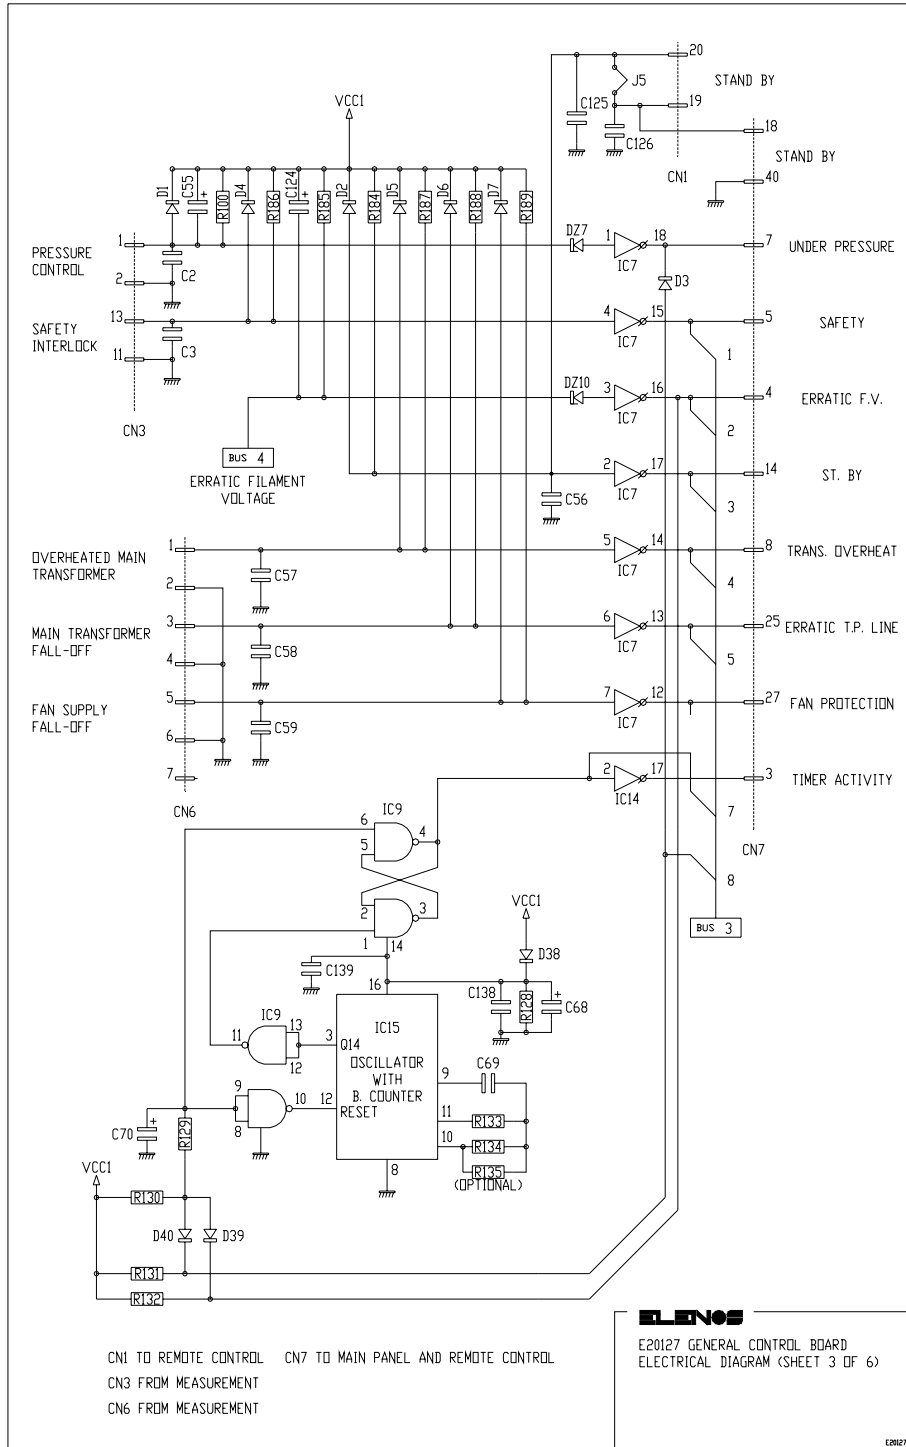 20
J5
STAND BY
C125
19
VCC1
18
C126
STAND BY
CN1
40
D1
C55
+
R100
D4
R186
C124
+
R185
D2
R184
D5
R187
D6
R188
D7
R189
PRESSURE
CONTROL
1
C2
2
DZ7
1
18
IC7
7
UNDER PRESSURE
D3
SAFETY
INTERLOCK
13
C3
11
4
15
IC7
5
SAFETY
1
CN3
DZ10
3
16
IC7
4
ERRATIC F.V.
2
BUS 4
ERRATIC FILAMENT
VOLTAGE
2
17
IC7
14
ST. BY
C56
3
OVERHEATED MAIN
TRANSFORMER
1
C57
2
5
14
IC7
8
TRANS. OVERHEAT
4
MAIN TRANSFORMER
FALL-OFF
3
C58
4
6
13
IC7
25
ERRATIC T.P. LINE
5
FAN SUPPLY
FALL-OFF
5
C59
6
7
12
IC7
27
FAN PROTECTION
7
CN6
2
17
IC14
3
TIMER ACTIVITY
7
CN7
IC9
6
5
4
8
2
3
1
14
BUS 3
VCC1
D38
C139
16
C138
R128
+
C68
IC9
11
13
12
3
Q14
IC15
OSCILLATOR
WITH
B. COUNTER
RESET
9
C69
9
8
10
12
11
R133
10
R134
R135
(OPTIONAL)
8
+
C70
R129
VCC1
R130
D40
D39
R131
R132
ELENOS
E20127 GENERAL CONTROL BOARD
ELECTRICAL DIAGRAM (SHEET 3 OF 6)
CN1 TO REMOTE CONTROL CN7 TO MAIN PANEL AND REMOTE CONTROL
CN3 FROM MEASUREMENT
CN6 FROM MEASUREMENT
E20127